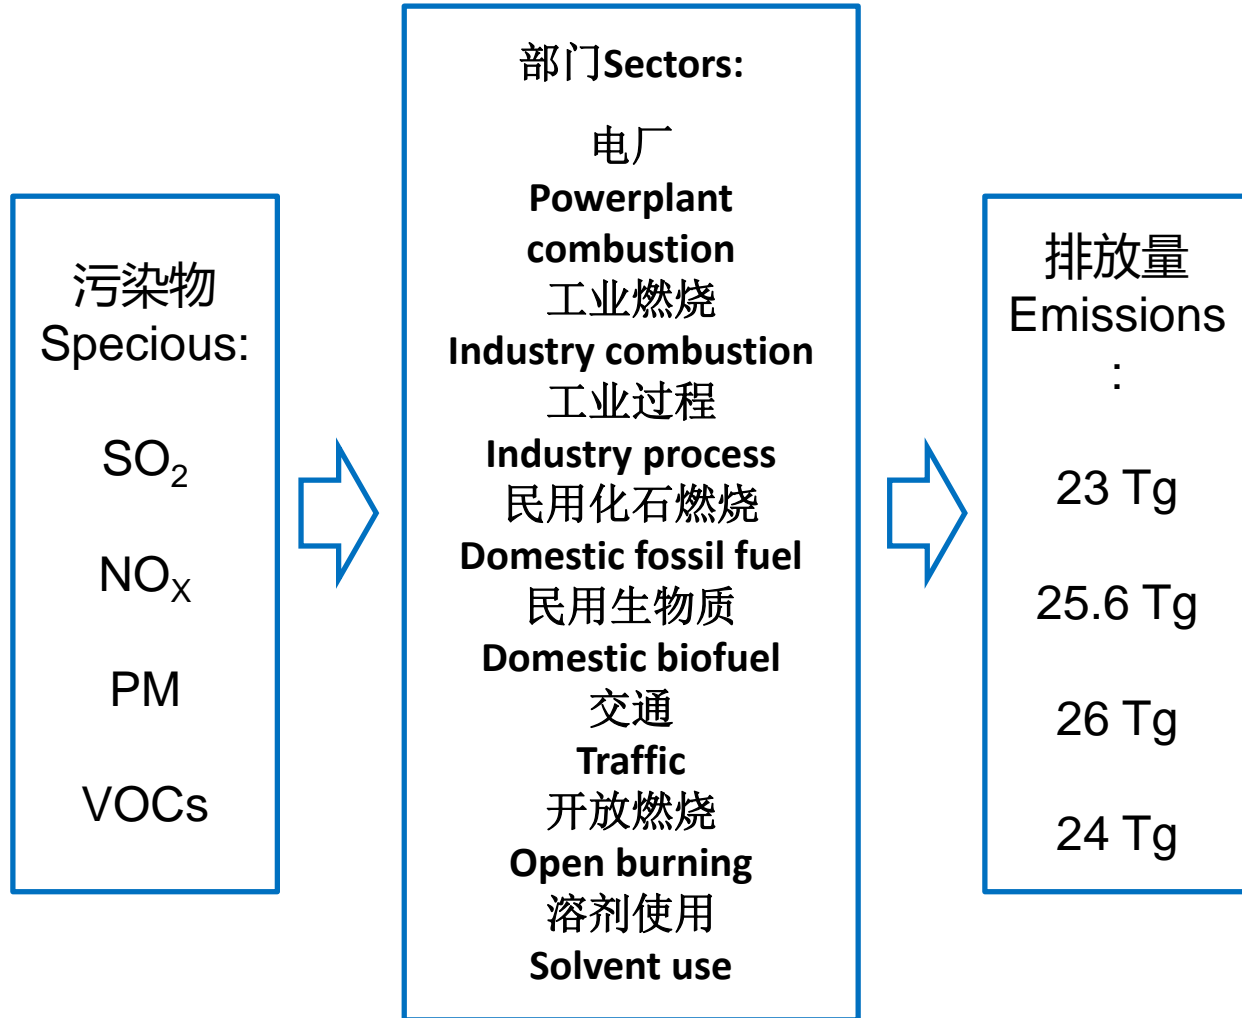 污染物
Specious:
SO₂
NOₓ
PM
VOCs
部门Sectors:
电厂
Powerplant
combustion
工业燃烧
Industry combustion
工业过程
Industry process
民用化石燃烧
Domestic fossil fuel
民用生物质
Domestic biofuel
交通
Traffic
开放燃烧
Open burning
溶剂使用
Solvent use
排放量
Emissions
:
23 Tg
25.6 Tg
26 Tg
24 Tg